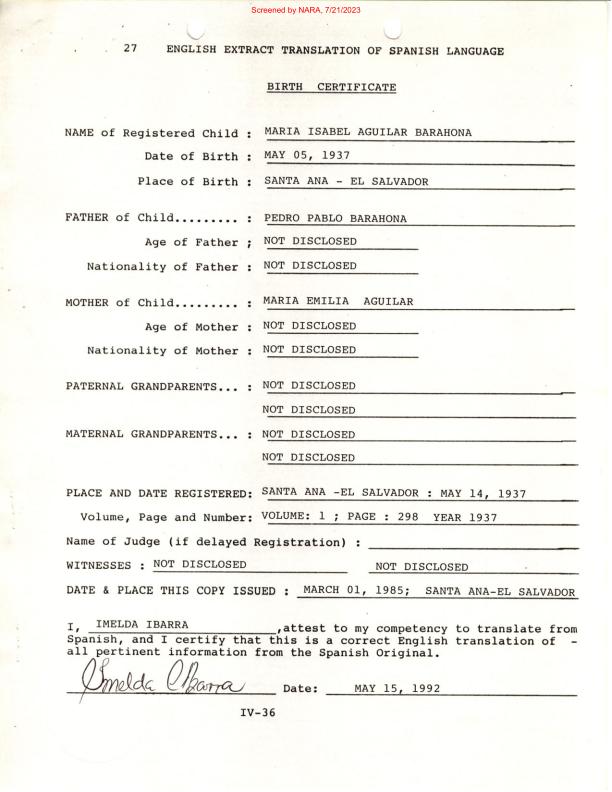 Screened by NARA, 7/21/2023
27 ENGLISH EXTRACT TRANSLATION OF SPANISH LANGUAGE
BIRTH CERTIFICATE
NAME of Registered Child : MARIA ISABEL AGUILAR BARAHONA
Date of Birth : MAY 05, 1937
Place of Birth : SANTA ANA - EL SALVADOR
FATHER of Child......... : PEDRO PABLO BARAHONA
Age of Father ; NOT DISCLOSED
Nationality of Father : NOT DISCLOSED
MOTHER of Child......... : MARIA EMILIA AGUILAR
Age of Mother : NOT DISCLOSED
Nationality of Mother : NOT DISCLOSED
PATERNAL GRANDPARENTS... : NOT DISCLOSED
NOT DISCLOSED
MATERNAL GRANDPARENTS... : NOT DISCLOSED
NOT DISCLOSED
PLACE AND DATE REGISTERED: SANTA ANA -EL SALVADOR : MAY 14, 1937
Volume, Page and Number: VOLUME: 1 ; PAGE : 298 YEAR 1937
Name of Judge (if delayed Registration) :
WITNESSES : NOT DISCLOSED NOT DISCLOSED
DATE & PLACE THIS COPY ISSUED : MARCH 01, 1985; SANTA ANA-EL SALVADOR
I, IMELDA IBARRA ,attest to my competency to translate from
Spanish, and I certify that this is a correct English translation of -
all pertinent information from the Spanish Original.
Imelda Ibarra Date: MAY 15, 1992
IV-36